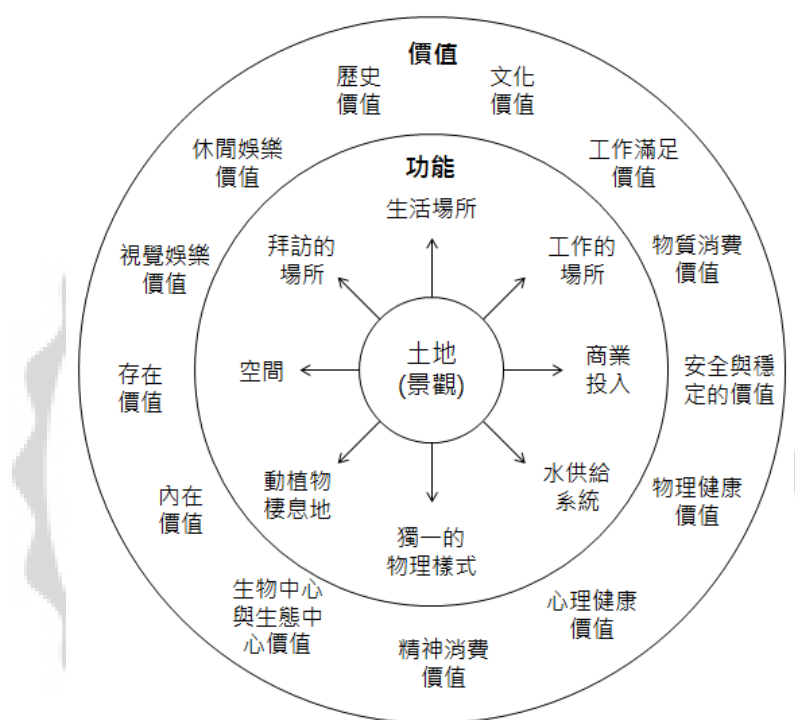 價值
歷史
價值
文化
價值
工作滿足
價值
物質消費
價值
安全與穩
定的價值
物理健康
價值
心理健康
價值
精神消費
價值
生物中心
與生態中
心價值
內在
價值
存在
價值
視覺娛樂
價值
休閒娛樂
價值
功能
生活場所
工作的
場所
商業
投入
水供給
系統
獨一的
物理樣式
動植物
棲息地
空間
拜訪的
場所
土地
(景觀)